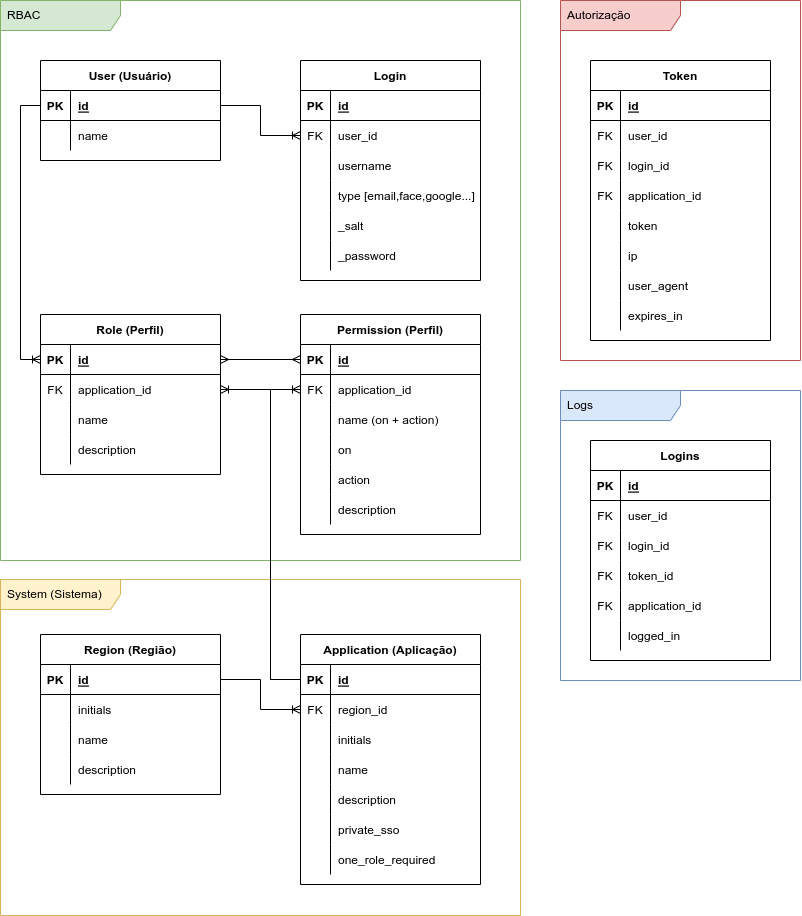 RBAC
User (Usuário)
PK id
name
Login
PK id
FK user_id
username
type [email,face,google...]
_salt
_password
Role (Perfil)
PK id
FK application_id
name
description
Permission (Perfil)
PK id
FK application_id
name (on + action)
on
action
description
System (Sistema)
Region (Região)
PK id
initials
name
description
Application (Aplicação)
PK id
FK region_id
initials
name
description
private_sso
one_role_required
Autorização
Token
PK id
FK user_id
FK login_id
FK application_id
token
ip
user_agent
expires_in
Logs
Logins
PK id
FK user_id
FK login_id
FK token_id
FK application_id
logged_in